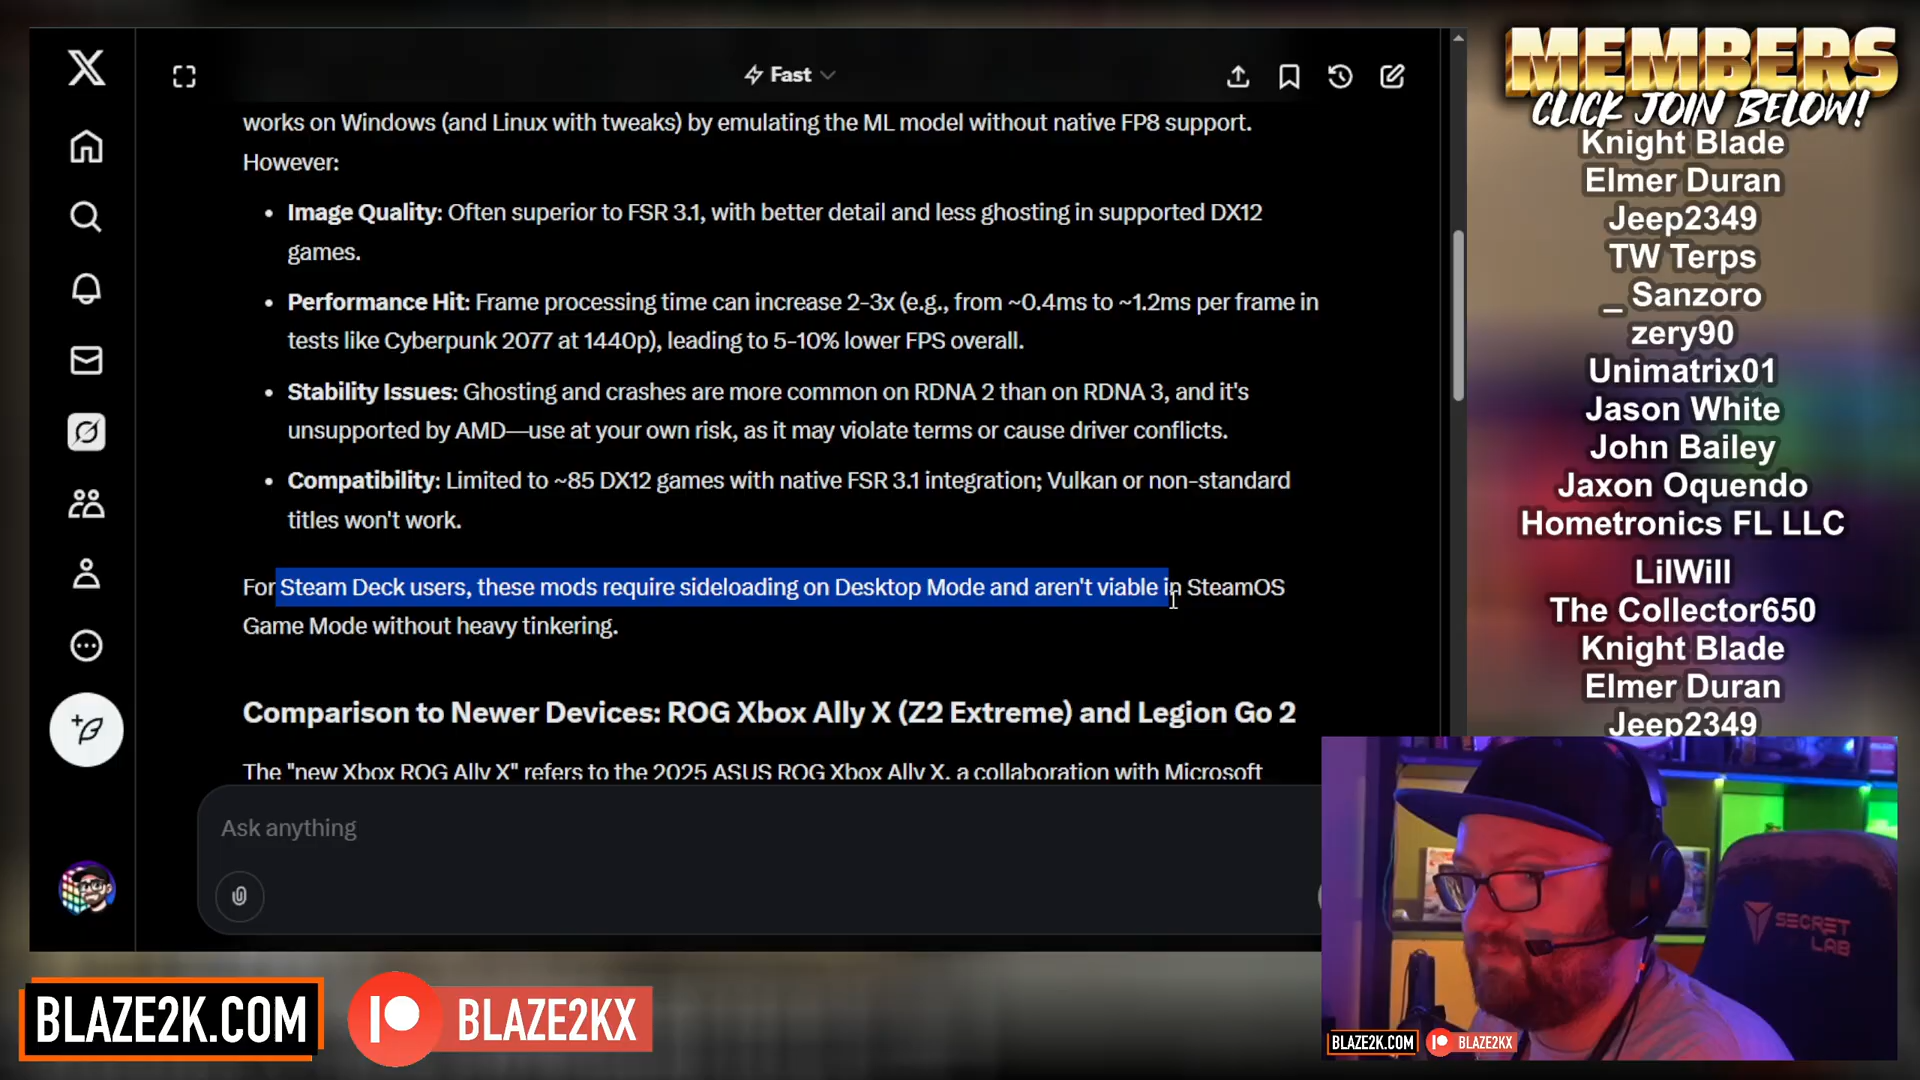 Fast
works on Windows (and Linux with tweaks) by emulating the ML model without native FP8 support.
However:
• Image Quality: Often superior to FSR 3.1, with better detail and less ghosting in supported DX12
games.
• Performance Hit: Frame processing time can increase 2-3x (e.g., from ~0.4ms to ~1.2ms per frame in
tests like Cyberpunk 2077 at 1440p), leading to 5-10% lower FPS overall.
• Stability Issues: Ghosting and crashes are more common on RDNA 2 than on RDNA 3, and it's
unsupported by AMD—use at your own risk, as it may violate terms or cause driver conflicts.
• Compatibility: Limited to ~85 DX12 games with native FSR 3.1 integration; Vulkan or non-standard
titles won't work.
For Steam Deck users, these mods require sideloading on Desktop Mode and aren't viable in SteamOS
Game Mode without heavy tinkering.
Comparison to Newer Devices: ROG Xbox Ally X (Z2 Extreme) and Legion Go 2
The "new Xbox ROG Ally X" refers to the 2025 ASUS ROG Xbox Ally X, a collaboration with Microsoft
Ask anything
MEMBERS
CLICK JOIN BELOW!
Knight Blade
Elmer Duran
Jeep2349
TW Terps
_ Sanzoro
zery90
Unimatrix01
Jason White
John Bailey
Jaxon Oquendo
Hometronics FL LLC
LilWill
The Collector650
Knight Blade
Elmer Duran
Jeep2349
SECRET
LAB
BLAZE2K.COM
BLAZE2KX
BLAZE2K.COM
BLAZE2KX